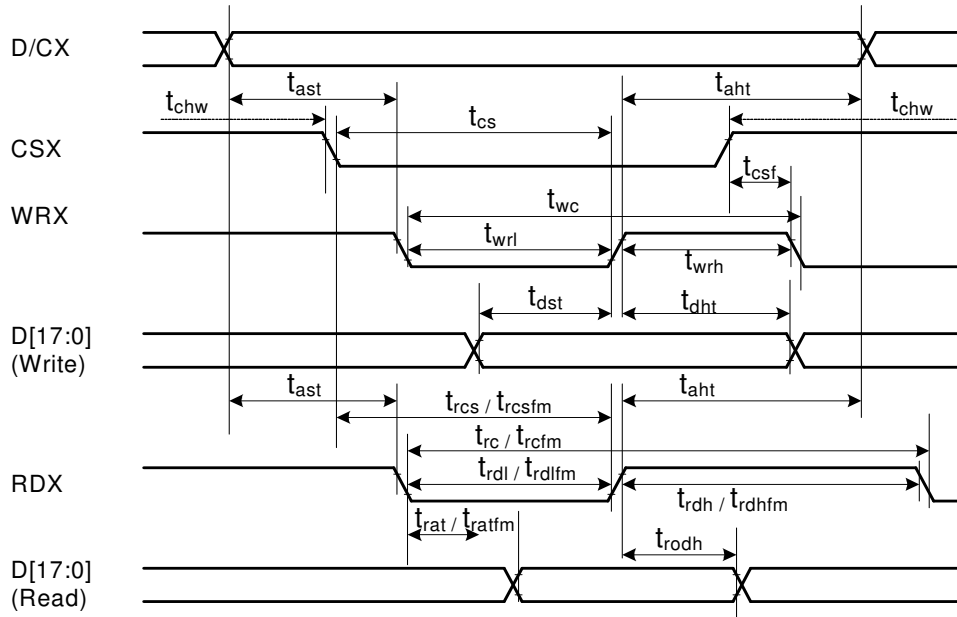 D/CX
t_ast t_aht
t_chw t_chw
t_cs
CSX
t_csf
WRX
t_wc
t_wrl
t_wrh
t_dst t_dht
D[17:0]
(Write)
t_ast t_aht
t_rcs / t_rcsfm
t_rc / t_rcfm
RDX
t_rdl / t_rdlfm
t_rdh / t_rdhfm
t_rat / t_ratfm
t_rodh
D[17:0]
(Read)